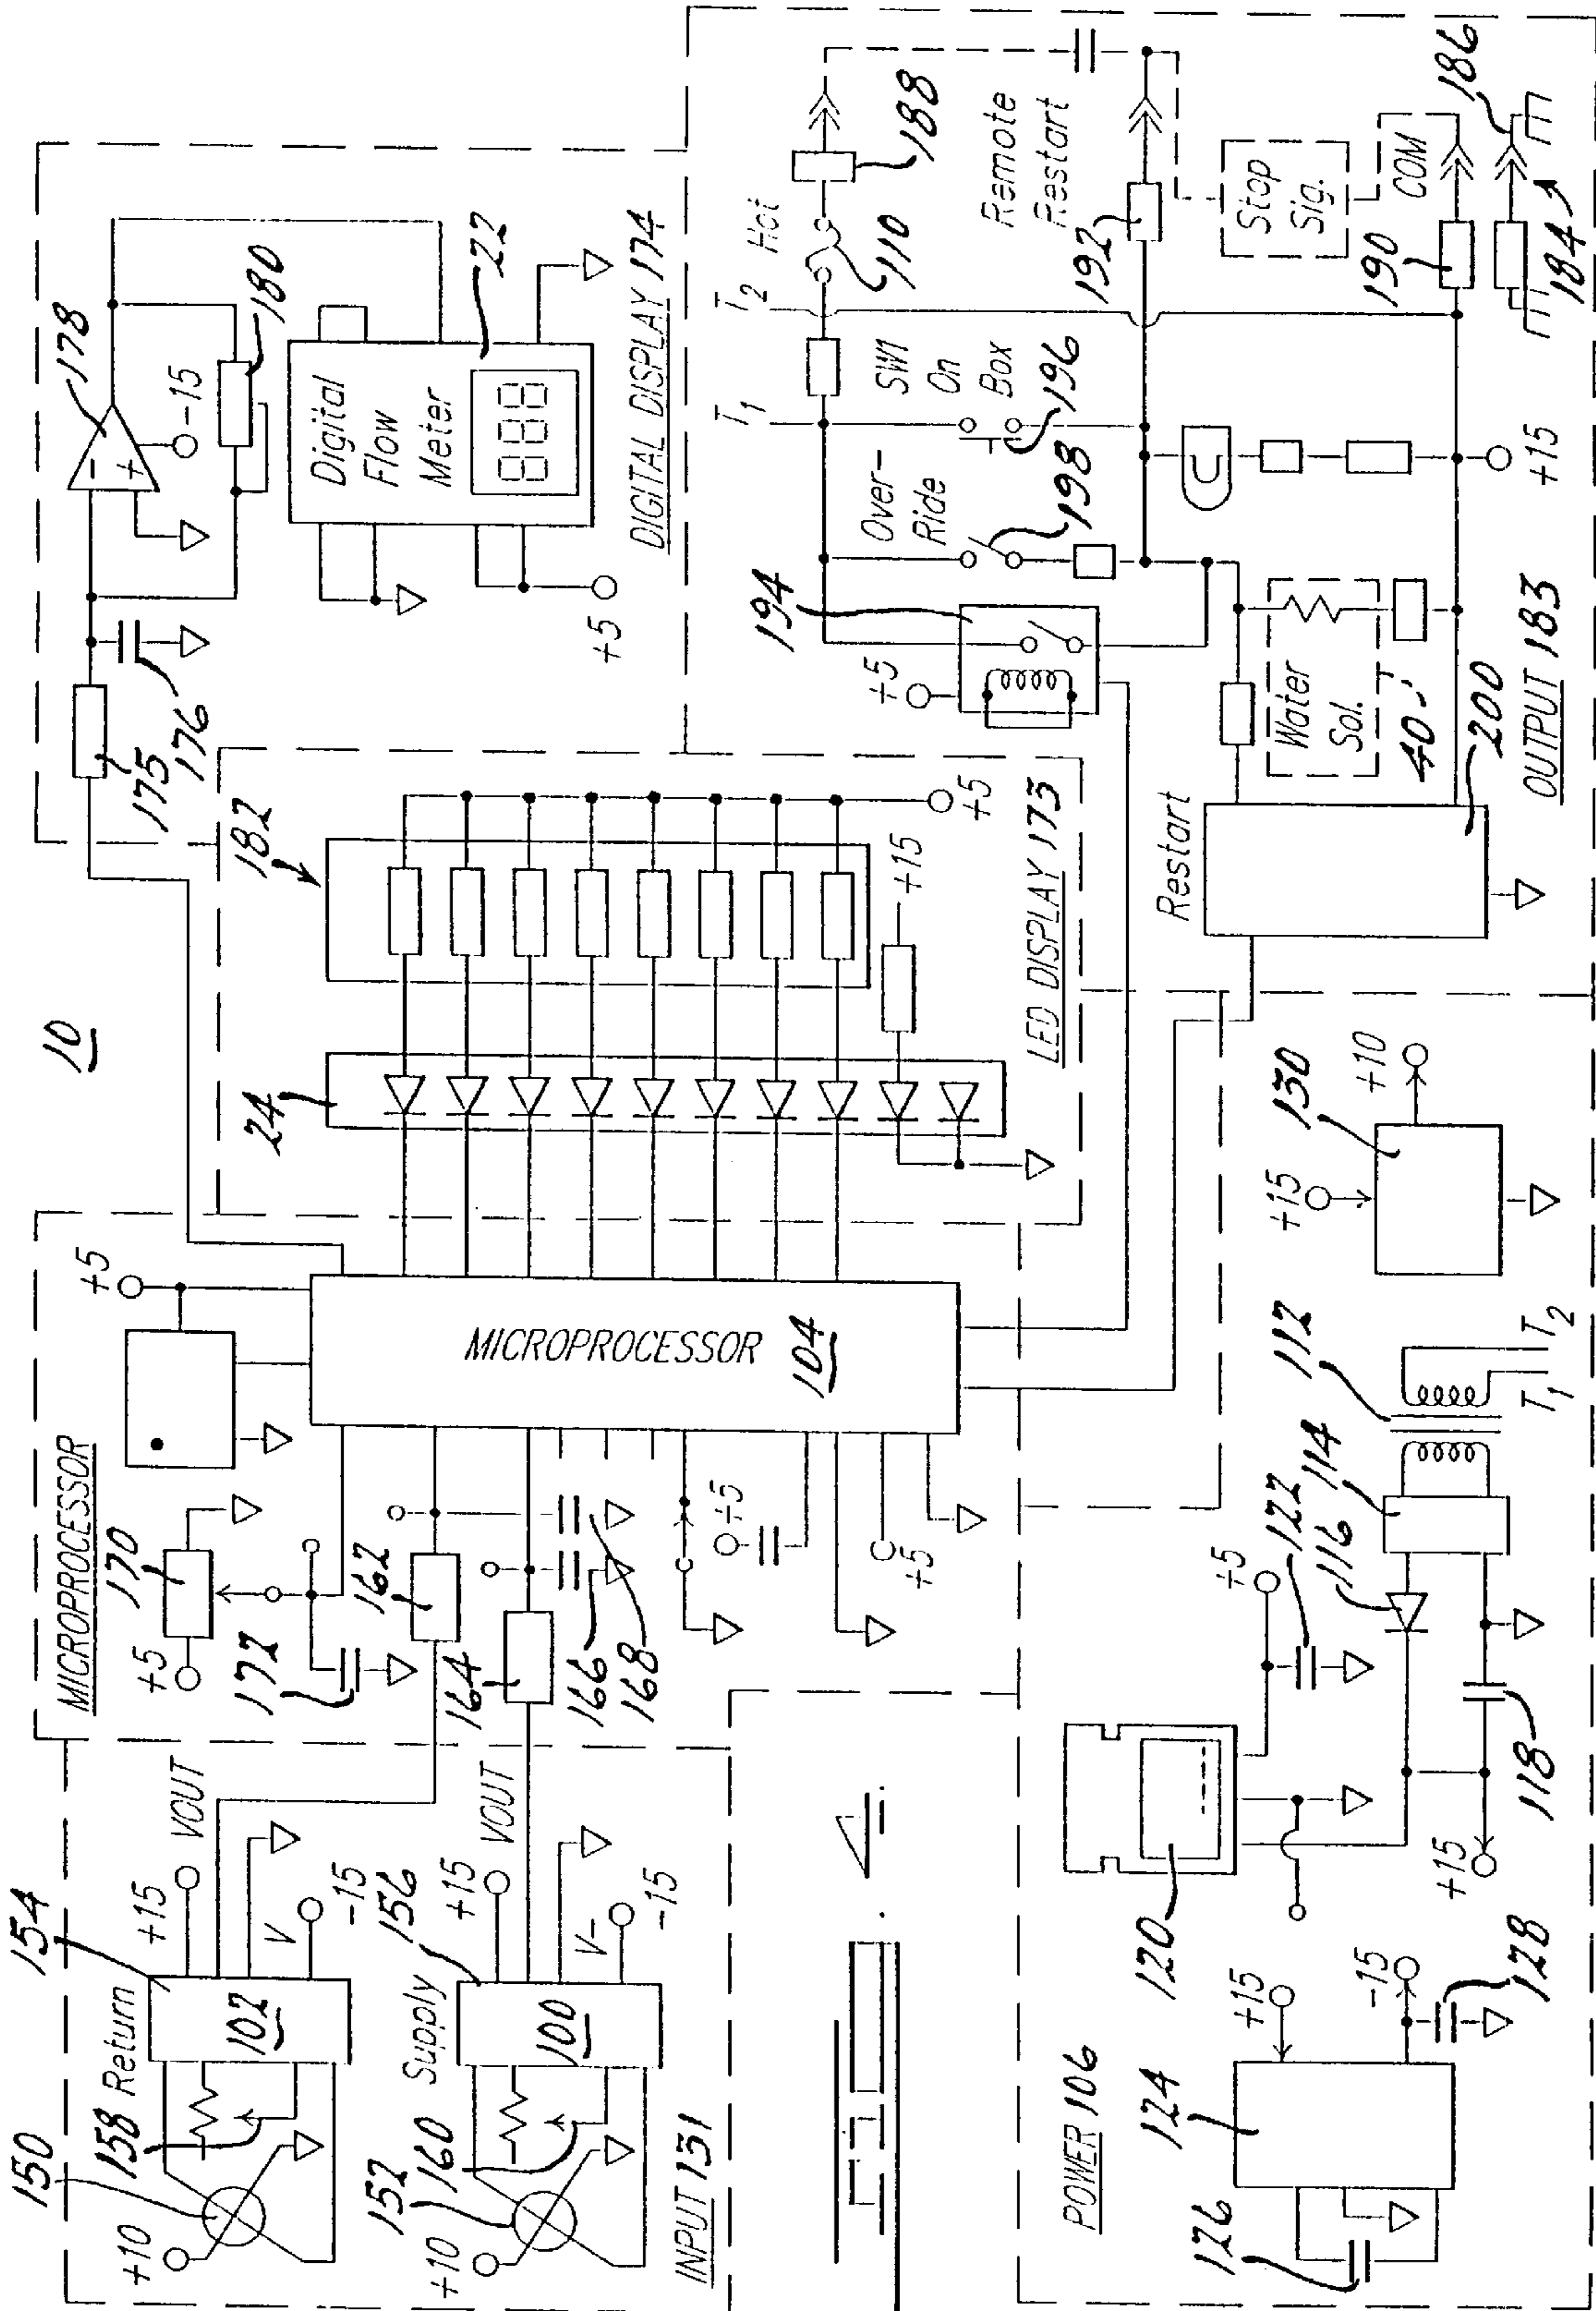 10
INPUT 131
150
+10
158
Return
102
154
+15
VOUT
V
-15
152
+10
160
Supply
100
156
+15
VOUT
V-
-15
MICROPROCESSOR
+5
170
172
162
164
166
168
+5
+5
+5
MICROPROCESSOR
104
LED DISPLAY 173
24
182
+5
+15
DIGITAL DISPLAY 174
175
176
178
-15
180
Digital
Flow
Meter
888
22
+5
POWER 106
126
124
+15
-15
128
120
+5
122
+15
118
116
114
112
T1
T2
+15
130
+10
OUTPUT 183
Restart
200
Water
Sol.
40
194
+5
Over-
Ride
198
SW1
On
Box
196
T1
T2
Hot
110
188
Remote
Restart
192
Stop
Sig.
COM
190
184
186
+15
FIG. 4.